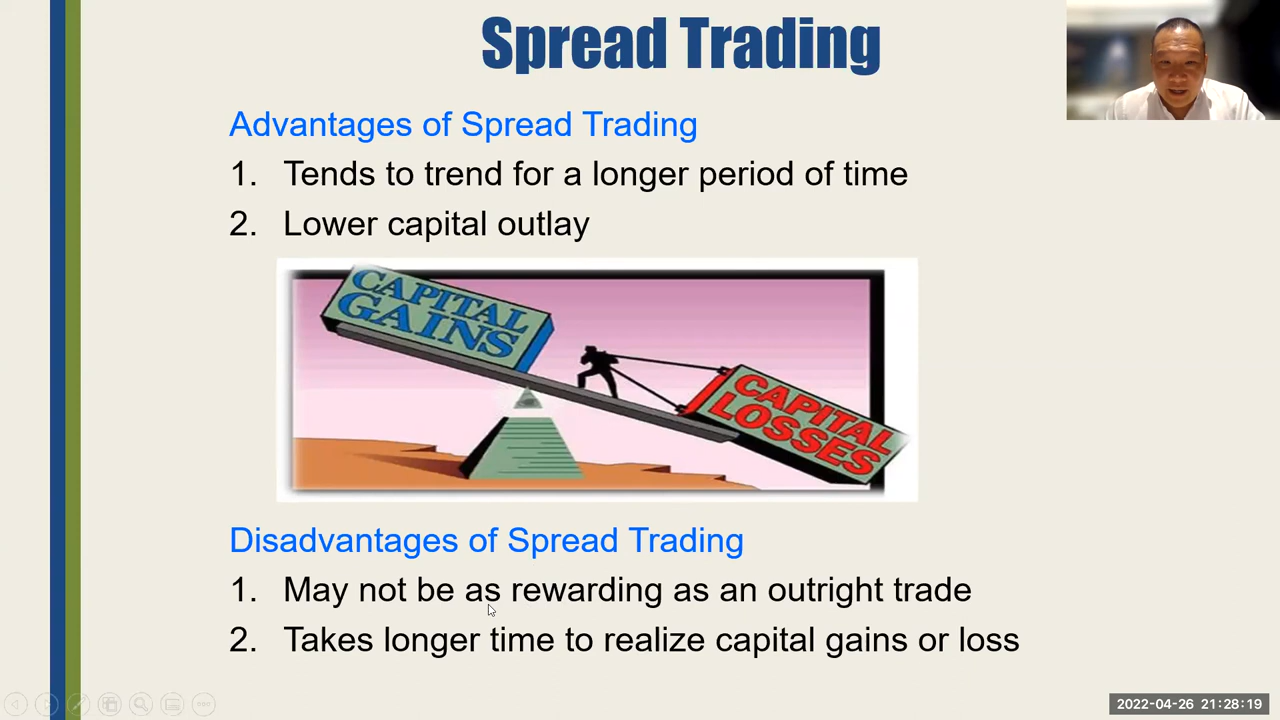 Spread Trading
Advantages of Spread Trading
1. Tends to trend for a longer period of time
2. Lower capital outlay
CAPITAL
GAINS
CAPITAL
LOSSES
Disadvantages of Spread Trading
1. May not be as rewarding as an outright trade
2. Takes longer time to realize capital gains or loss
2022-04-26 21:28:19